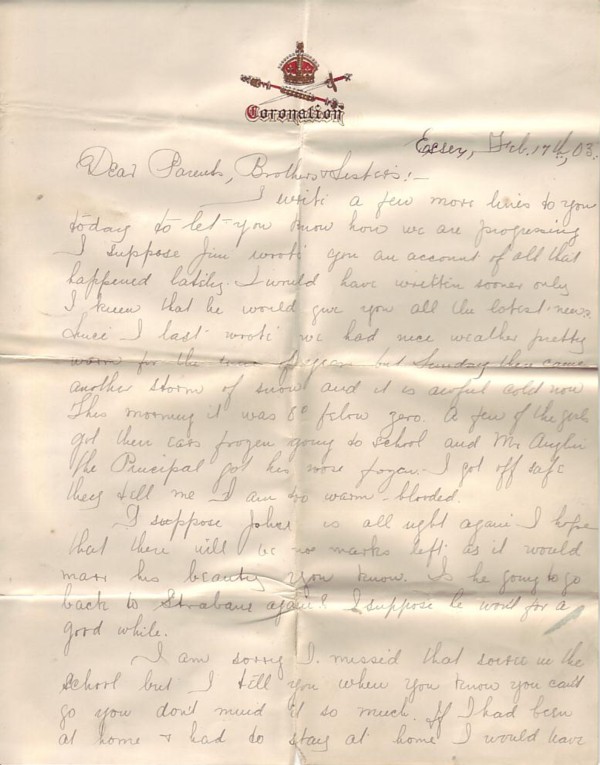 Coronation
Essex, Feb. 17th, 03.
Dear Parents, Brothers & Sisters:-
I write a few more lines to you
today to let you know how we are progressing
I suppose Jim wrote you an account of all that
happened lately. I would have written sooner only
I knew that he would give you all the latest news
Since I last wrote we had nice weather pretty
warm for the time of year but Sunday there came
another storm of snow and it is awful cold now
This morning it was 8° below zero. A few of the girls
got their ears frozen going to school and Mr Anglin
the Principal got his nose frozen. I got off safe
they tell me I am too warm-blooded.
I suppose John is all right again. I hope
that there will be no marks left as it would
marr his beauty you know. Is he going to go
back to Strabane again? I suppose he won't for a
good while.
I am sorry I missed that soiree in the
school but I tell you when you know you can't
go you don't mind it so much. If I had been
at home & had to stay at home I would have